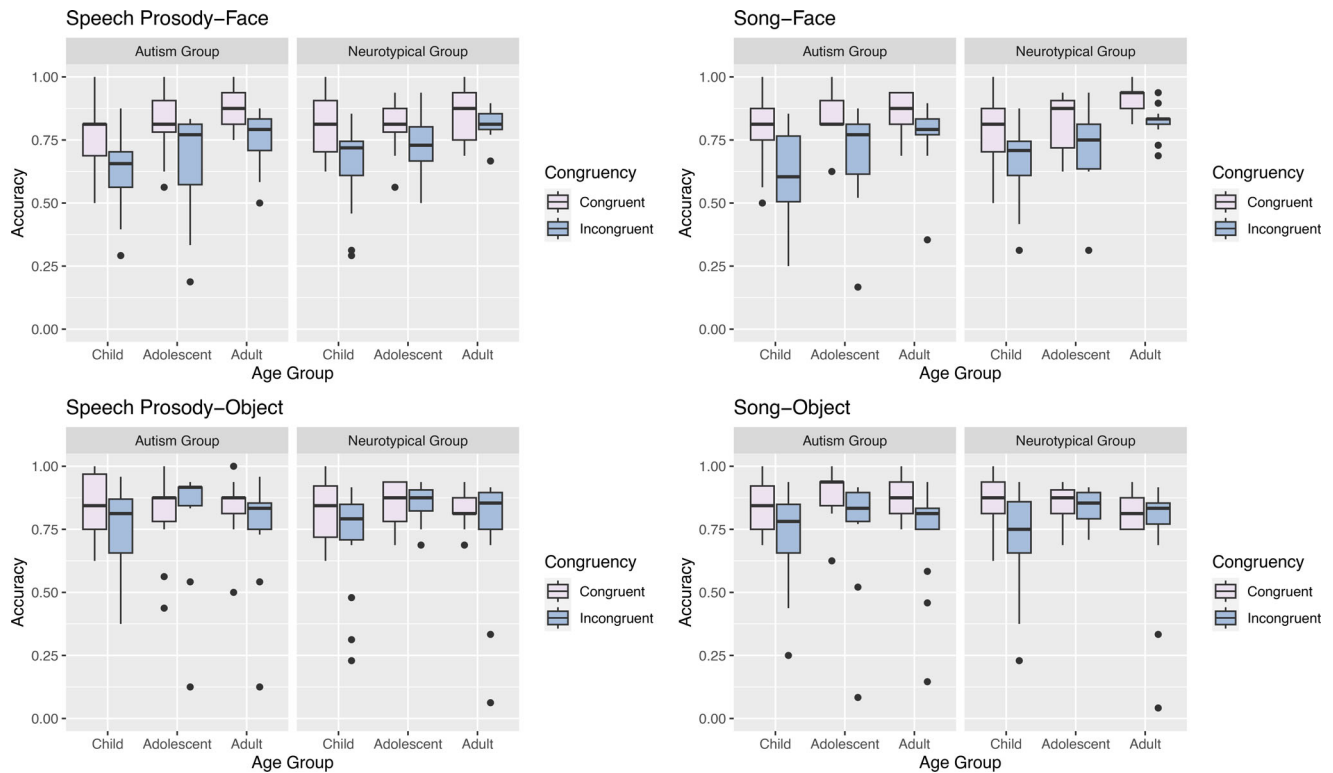 Speech Prosody–Face
Autism Group Neurotypical Group
1.00
0.75
0.50
0.25
0.00
Accuracy
Child Adolescent Adult Child Adolescent Adult
Age Group
Congruency
Congruent
Incongruent
Song–Face
Autism Group Neurotypical Group
1.00
0.75
0.50
0.25
0.00
Accuracy
Child Adolescent Adult Child Adolescent Adult
Age Group
Congruency
Congruent
Incongruent
Speech Prosody–Object
Autism Group Neurotypical Group
1.00
0.75
0.50
0.25
0.00
Accuracy
Child Adolescent Adult Child Adolescent Adult
Age Group
Congruency
Congruent
Incongruent
Song–Object
Autism Group Neurotypical Group
1.00
0.75
0.50
0.25
0.00
Accuracy
Child Adolescent Adult Child Adolescent Adult
Age Group
Congruency
Congruent
Incongruent